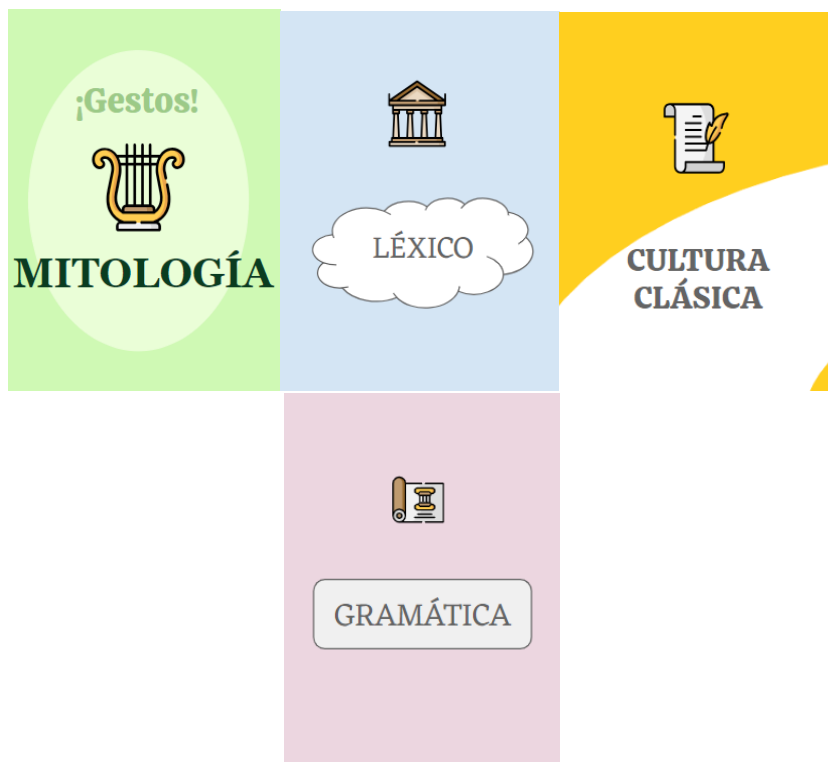 ¡Gestos!
MITOLOGÍA
LÉXICO
CULTURA
CLÁSICA
GRAMÁTICA